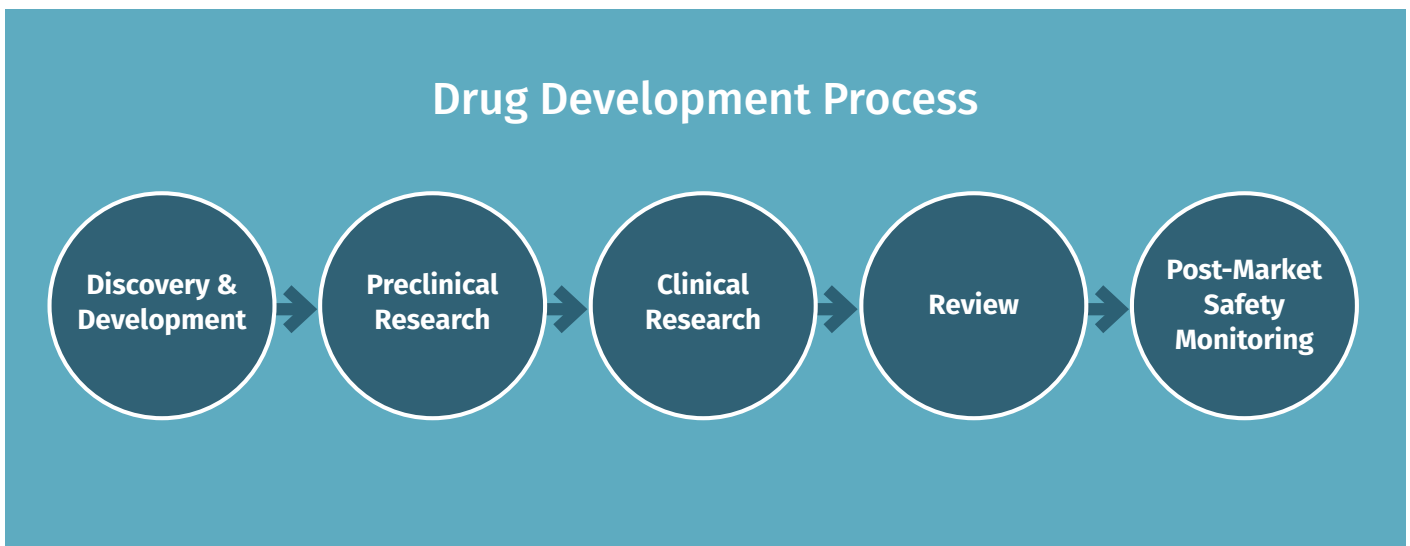 Drug Development Process
Discovery &
Development
Preclinical
Research
Clinical
Research
Review
Post-Market
Safety
Monitoring